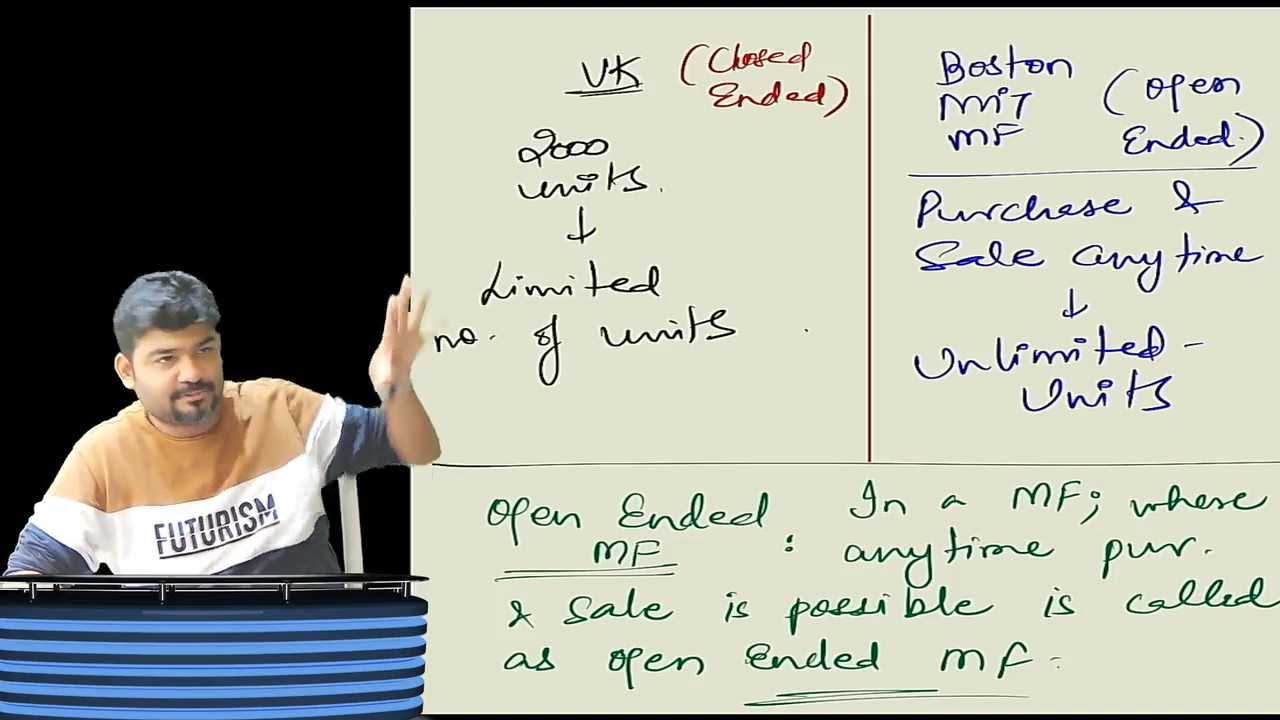 VK (Closed
Ended)
2000
units.
↓
Limited
no. of units
Boston
MIT
MF
(Open
Ended.)
Purchase &
Sale anytime
↓
Unlimited -
Units
Open Ended
MF :
In a MF; where
anytime pur.
& sale is possible is called
as open Ended MF -
FUTURISM